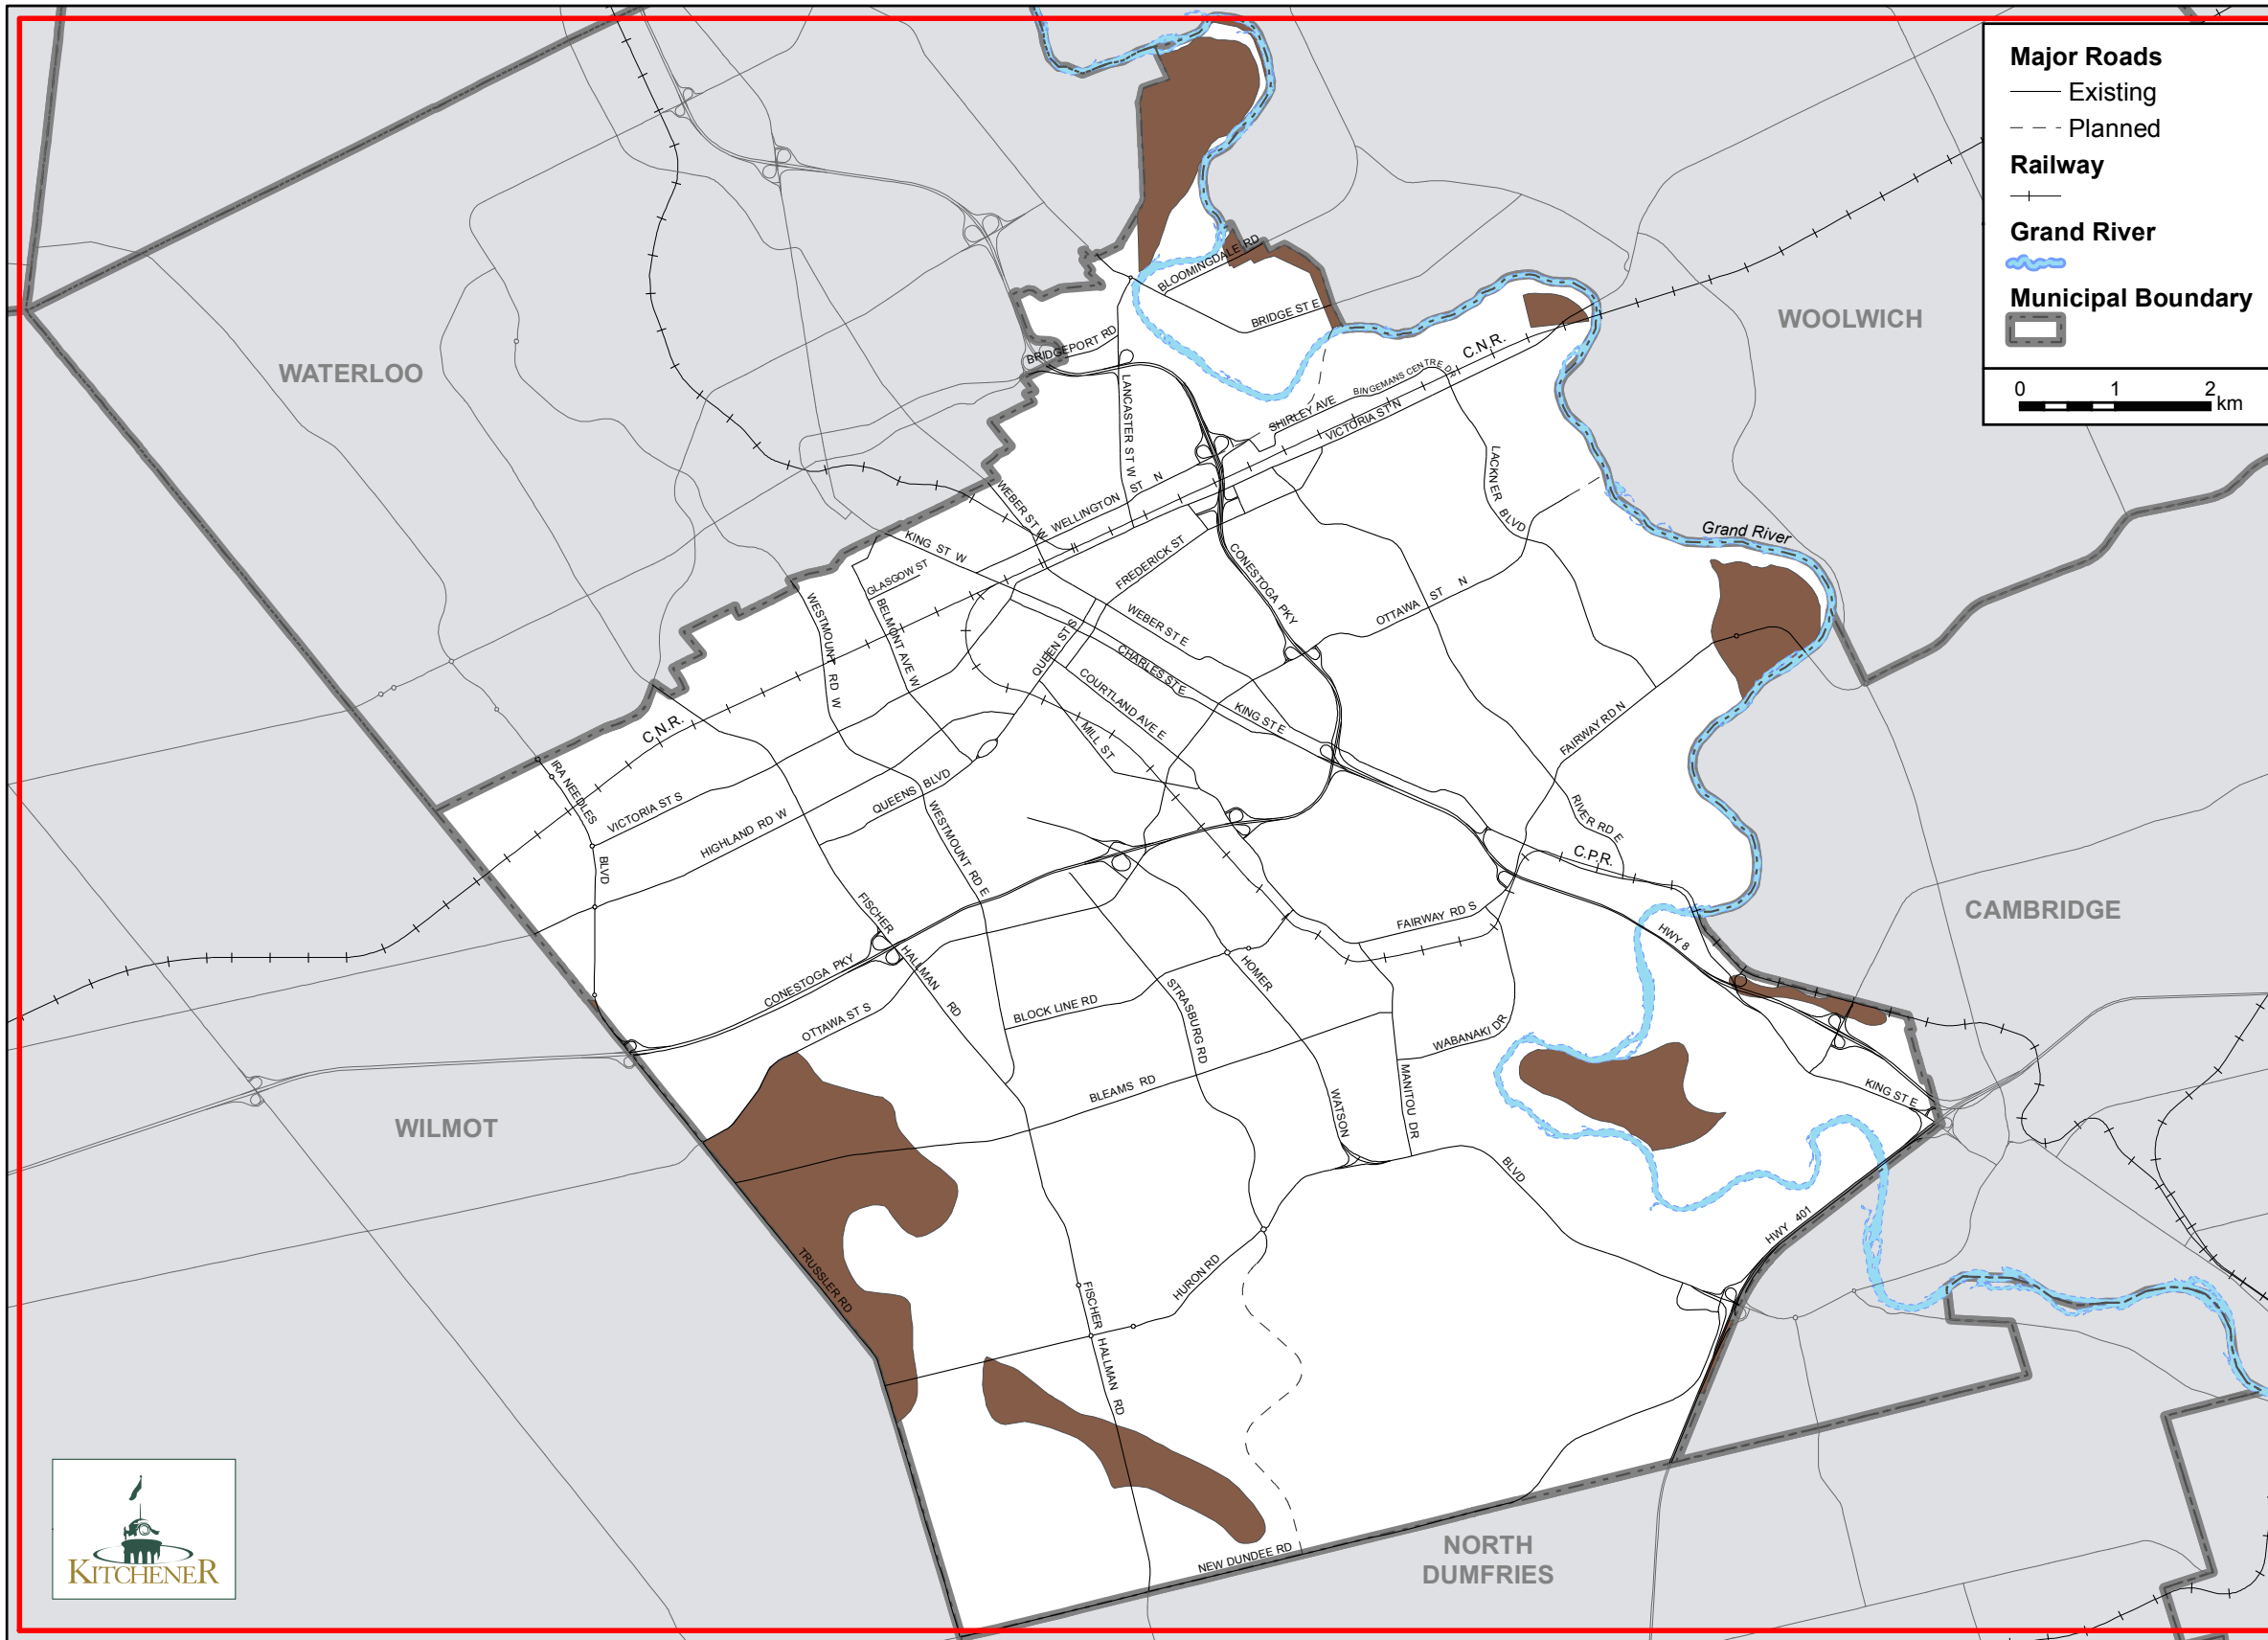 Major Roads
Existing
Planned
Railway
Grand River
Municipal Boundary
0 1 2 km
WATERLOO
WOOLWICH
CAMBRIDGE
WILMOT
NORTH
DUMFRIES
BLOOMINGDALE RD
BRIDGE ST E
BRIDGEPORT RD
LANCASTER ST W
C.N.R.
BINGEMANS CENTRE DR
SHIRLEY AVE
VICTORIA ST N
WELLINGTON ST N
WEBER ST W
KING ST W
GLASGOW ST
BELMONT AVE W
WESTMOUNT RD W
FREDERICK ST
CONESTOGA PKY
LACKNER BLVD
Grand River
OTTAWA ST N
WEBER ST E
QUEEN ST S
CHARLES ST E
COURTLAND AVE E
KING ST E
MILL ST
FAIRWAY RD N
C.N.R.
IRA NEEDLES
BLVD
VICTORIA ST S
HIGHLAND RD W
QUEENS BLVD
WESTMOUNT RD E
RIVER RD E
C.P.R.
FISCHER
HALLMAN
RD
FAIRWAY RD S
HWY 8
CONESTOGA PKY
OTTAWA ST S
BLOCK LINE RD
STRASBURG RD
HOMER
WATSON
BLVD
WABANAKI DR
MANITOU DR
BLEAMS RD
KING ST E
HWY 401
TRUSSLER RD
HURON RD
FISCHER
HALLMAN RD
NEW DUNDEE RD
KITCHENER